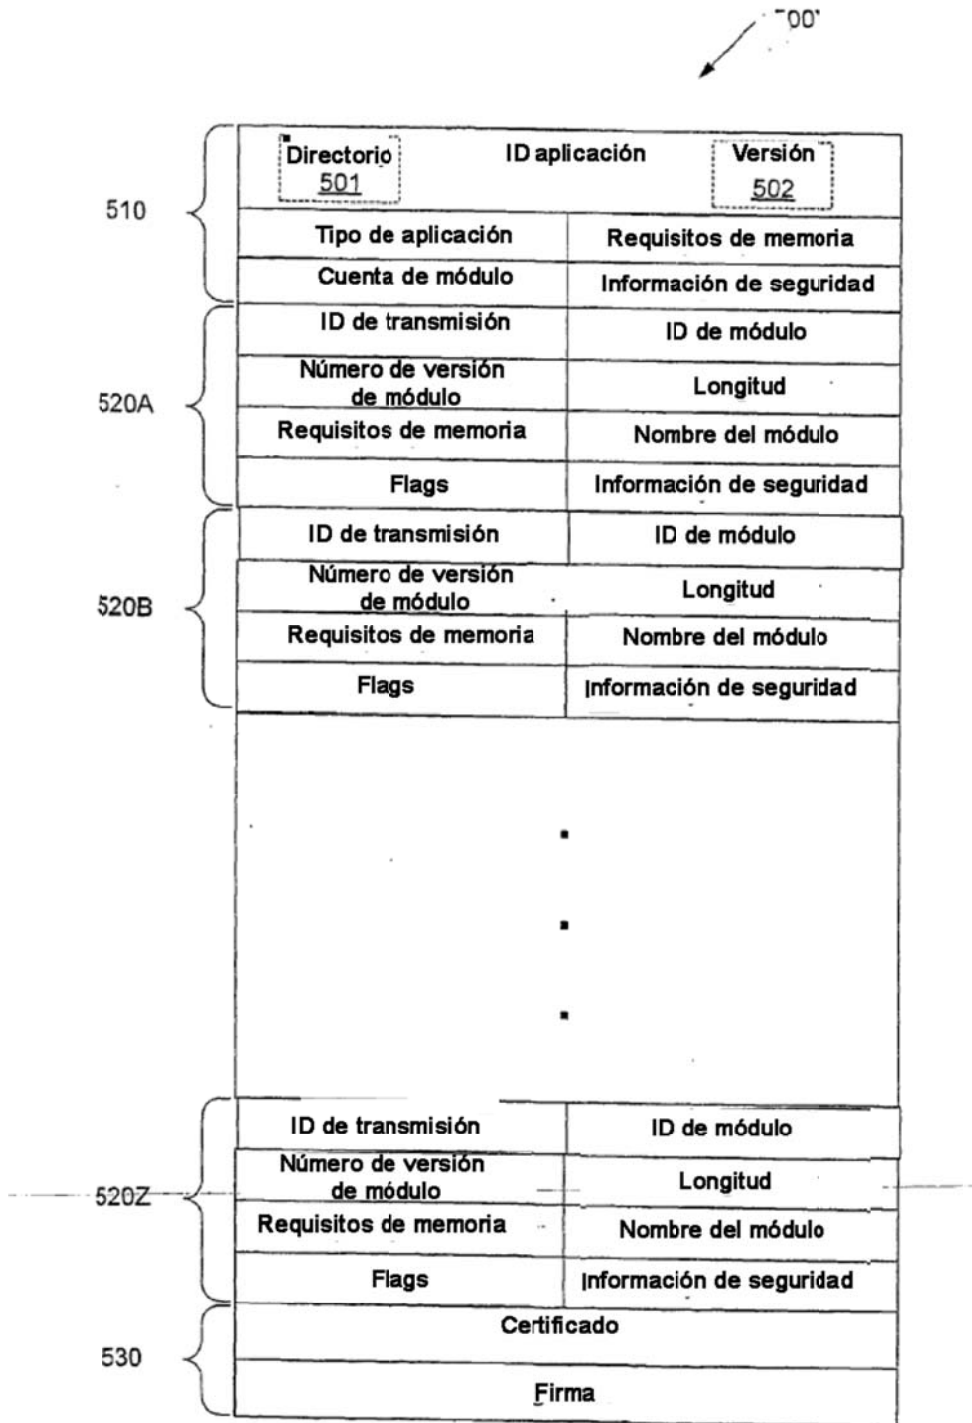 Directorio ID aplicación Versión
501 502
510
Tipo de aplicación Requisitos de memoria
Cuenta de módulo Información de seguridad
ID de transmisión ID de módulo
Número de versión
de módulo Longitud
520A
Requisitos de memoria Nombre del módulo
Flags Información de seguridad
ID de transmisión ID de módulo
Número de versión
de módulo Longitud
520B
Requisitos de memoria Nombre del módulo
Flags Información de seguridad
ID de transmisión ID de módulo
Número de versión
de módulo Longitud
520Z
Requisitos de memoria Nombre del módulo
Flags Información de seguridad
Certificado
530
Firma